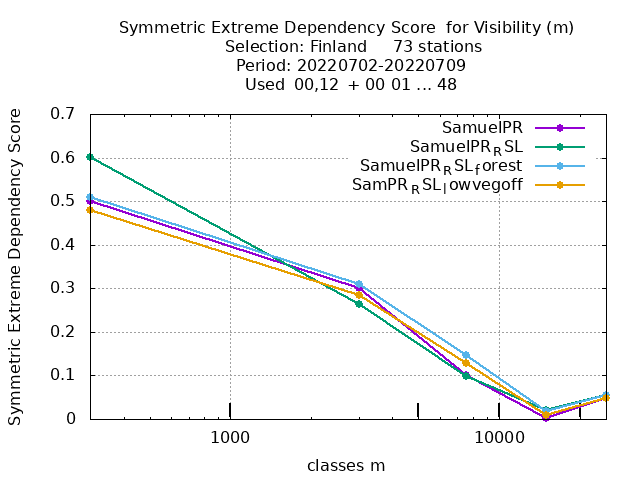 Symmetric Extreme Dependency Score for Visibility (m)
Selection: Finland 73 stations
Period: 20220702-20220709
Used 00,12 + 00 01 ... 48
Symmetric Extreme Dependency Score
0.7
0.6
0.5
0.4
0.3
0.2
0.1
0
SamuelPR
SamuelPR_RSL
SamuelPR_RSL_forest
SamPR_RSL_lowvegoff
1000
10000
classes m